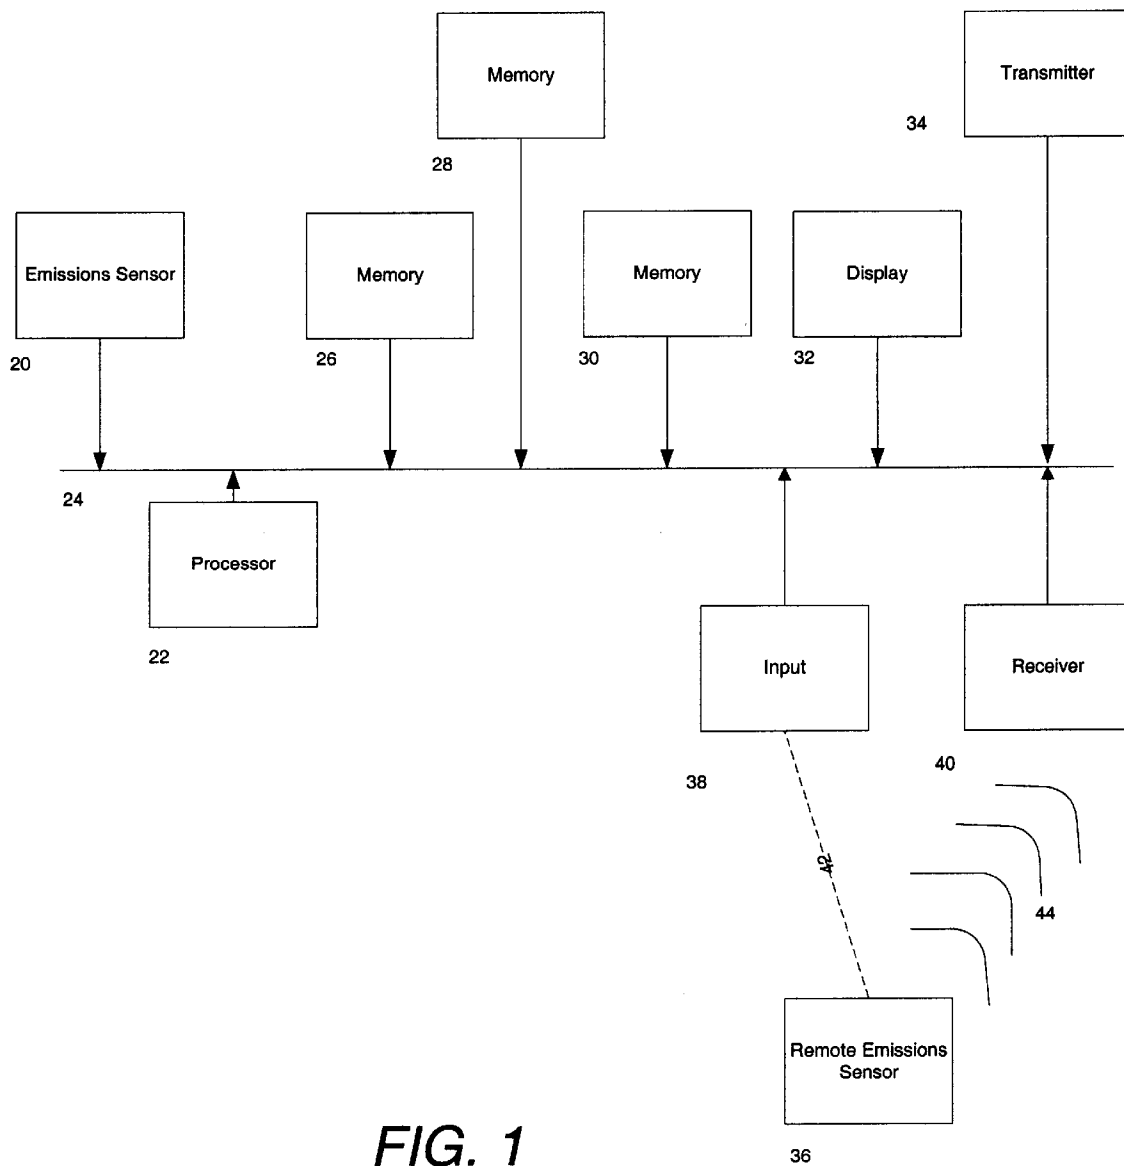 Memory
Transmitter
34
28
Emissions Sensor
Memory
Memory
Display
20
26
30
32
24
Processor
22
Input
Receiver
38
40
42
44
Remote Emissions
Sensor
FIG. 1
36